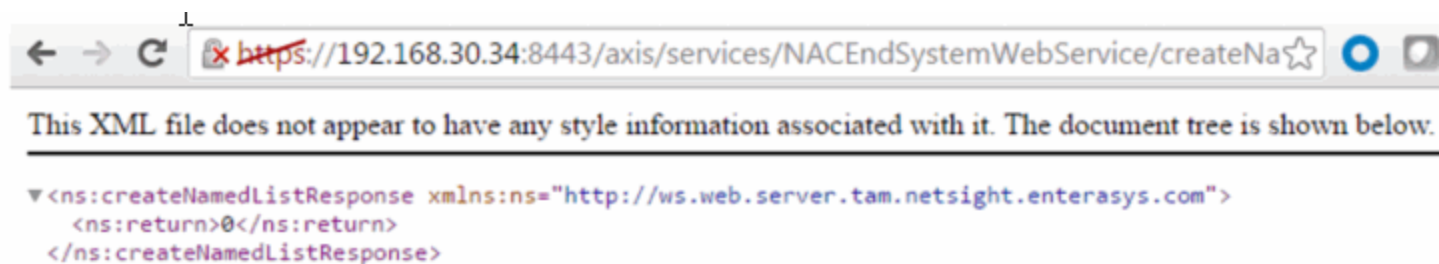 https://192.168.30.34:8443/axis/services/NACEndSystemWebService/createNa
This XML file does not appear to have any style information associated with it. The document tree is shown below.
▼<ns:createNamedListResponse xmlns:ns="http://ws.web.server.tam.netsight.enterasys.com">
<ns:return>0</ns:return>
</ns:createNamedListResponse>